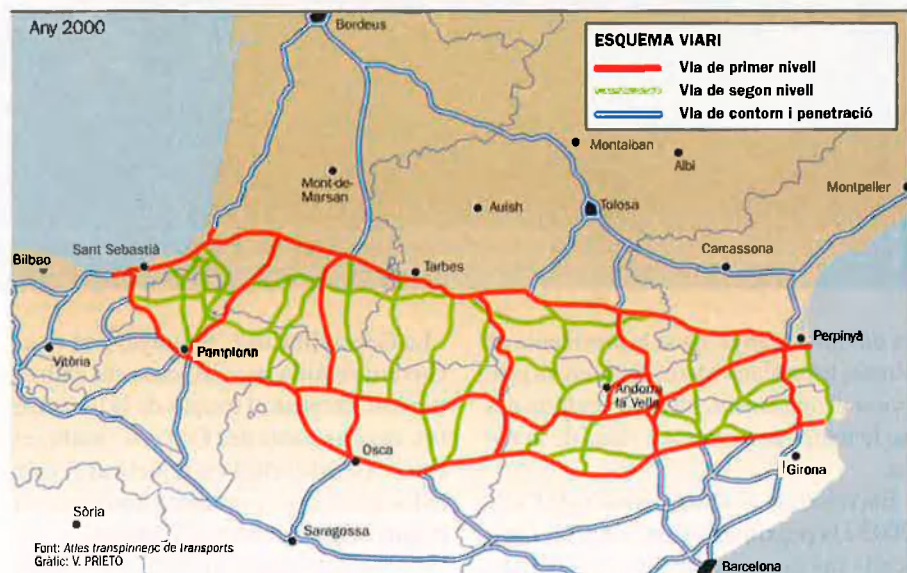 Any 2000
Bordeus
ESQUEMA VIARI
Via de primer nivell
Via de segon nivell
Via de contorn i penetració
Montalban
Albi
Mont-de-
Marsan
Montpeller
Auish
Tolosa
Sant Sebastià
Carcassona
Bilbao
Tarbes
Vitòria
Pamplona
Perpinyà
Andorra
la Vella
Osca
Girona
Sòria
Saragossa
Font: Atles transpirinenc de transports
Gràfic: V. PRIETO
Barcelona